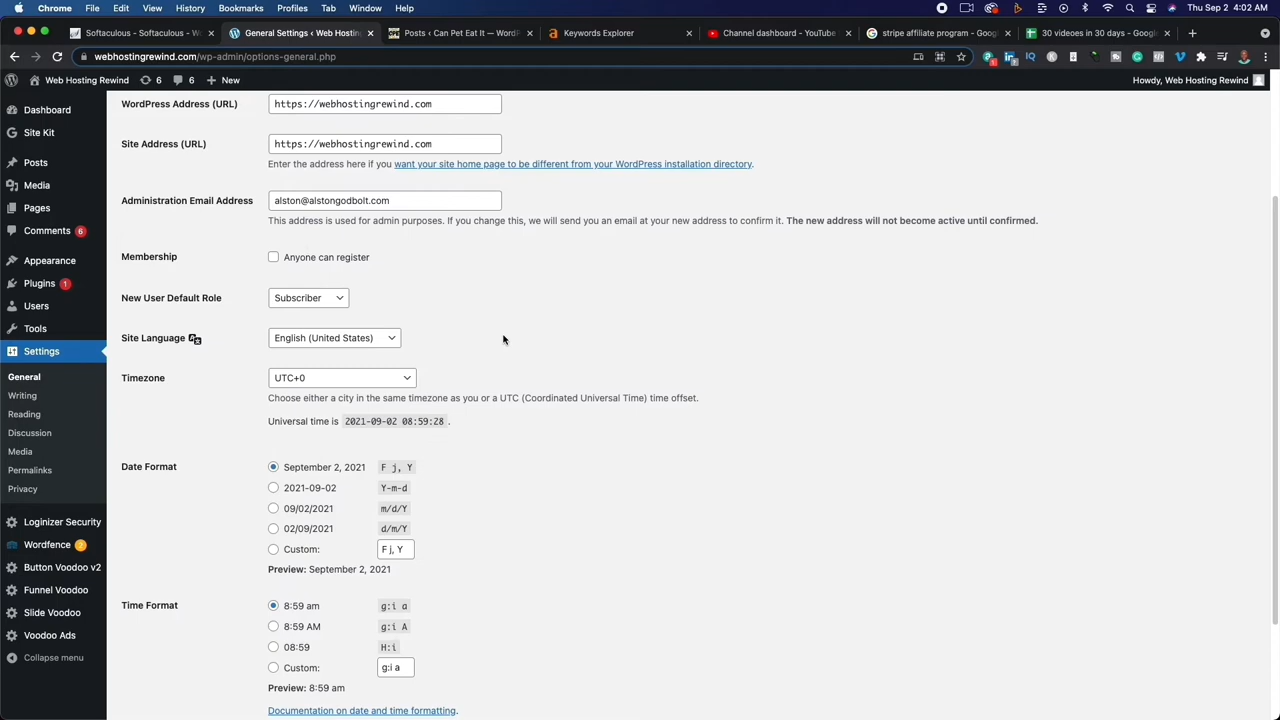 Chrome File Edit View History Bookmarks Profiles Tab Window Help Thu Sep 2 4:02 AM
Softaculous - Softaculous - W
General Settings ‹ Web Hostin
Posts ‹ Can Pet Eat It — WordP
Keywords Explorer
Channel dashboard - YouTube
stripe affiliate program - Goog
30 videoes in 30 days - Google
webhostingrewind.com/wp-admin/options-general.php
Web Hosting Rewind 6 6 New Howdy, Web Hosting Rewind
Dashboard
Site Kit
Posts
Media
Pages
Comments 6
Appearance
Plugins 1
Users
Tools
Settings
General
Writing
Reading
Discussion
Media
Permalinks
Privacy
Loginizer Security
Wordfence 2
Button Voodoo v2
Funnel Voodoo
Slide Voodoo
Voodoo Ads
Collapse menu
WordPress Address (URL) https://webhostingrewind.com
Site Address (URL) https://webhostingrewind.com
Enter the address here if you want your site home page to be different from your WordPress installation directory.
Administration Email Address alston@alstongodbolt.com
This address is used for admin purposes. If you change this, we will send you an email at your new address to confirm it. The new address will not become active until confirmed.
Membership Anyone can register
New User Default Role Subscriber
Site Language English (United States)
Timezone UTC+0
Choose either a city in the same timezone as you or a UTC (Coordinated Universal Time) time offset.
Universal time is 2021-09-02 08:59:28 .
Date Format September 2, 2021 F j, Y
2021-09-02 Y-m-d
09/02/2021 m/d/Y
02/09/2021 d/m/Y
Custom: F j, Y
Preview: September 2, 2021
Time Format 8:59 am g:i a
8:59 AM g:i A
08:59 H:i
Custom: g:i a
Preview: 8:59 am
Documentation on date and time formatting.